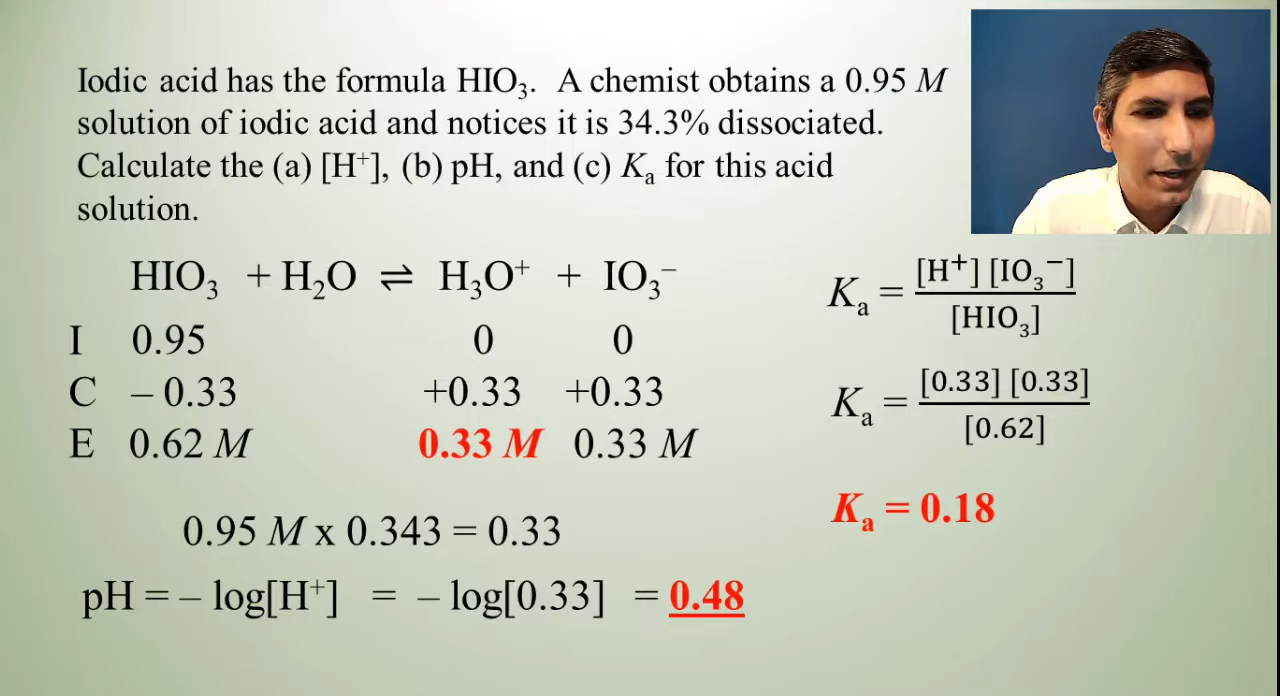 Iodic acid has the formula HIO₃. A chemist obtains a 0.95 M
solution of iodic acid and notices it is 34.3% dissociated.
Calculate the (a) [H⁺], (b) pH, and (c) Kₐ for this acid
solution.
HIO₃ + H₂O ⇌ H₃O⁺ + IO₃⁻
I 0.95 0 0
C – 0.33 +0.33 +0.33
E 0.62 M 0.33 M 0.33 M
0.95 M x 0.343 = 0.33
pH = – log[H⁺] = – log[0.33] = 0.48
Kₐ = [H⁺] [IO₃⁻] / [HIO₃]
Kₐ = [0.33] [0.33] / [0.62]
Kₐ = 0.18